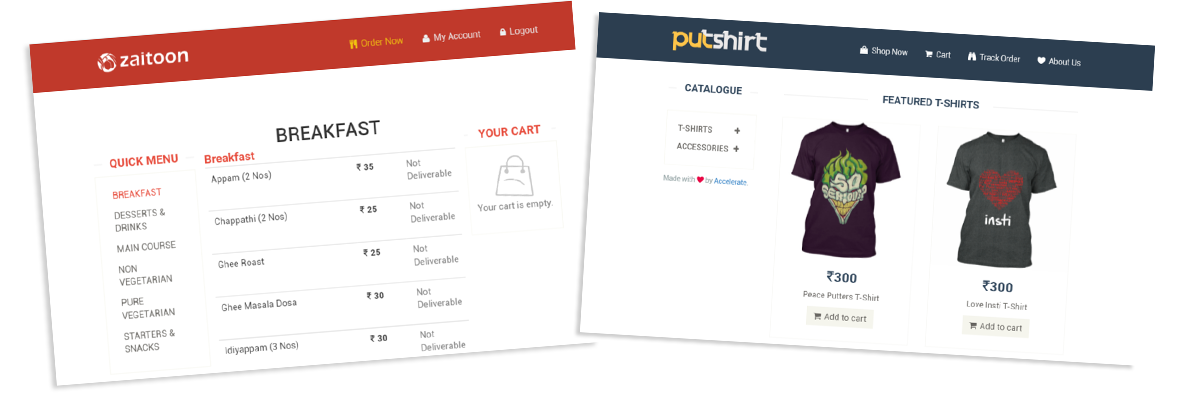 zaitoon
Order Now
My Account
Logout
BREAKFAST
QUICK MENU
BREAKFAST
DESSERTS &
DRINKS
MAIN COURSE
NON
VEGETARIAN
PURE
VEGETARIAN
STARTERS &
SNACKS
Breakfast
Appam (2 Nos) ₹ 35 Not
Deliverable
Chappathi (2 Nos) ₹ 25 Not
Deliverable
Ghee Roast ₹ 25 Not
Deliverable
Ghee Masala Dosa ₹ 30 Not
Deliverable
Idiyappam (3 Nos) ₹ 30 Not
Deliverable
YOUR CART
Your cart is empty.
putshirt
Shop Now
Cart
Track Order
About Us
CATALOGUE
T-SHIRTS +
ACCESSORIES +
Made with ❤ by Accelerate.
FEATURED T-SHIRTS
SO
SERIOUS?
₹300
Peace Putters T-Shirt
Add to cart
insti
₹300
Love Insti T-Shirt
Add to cart